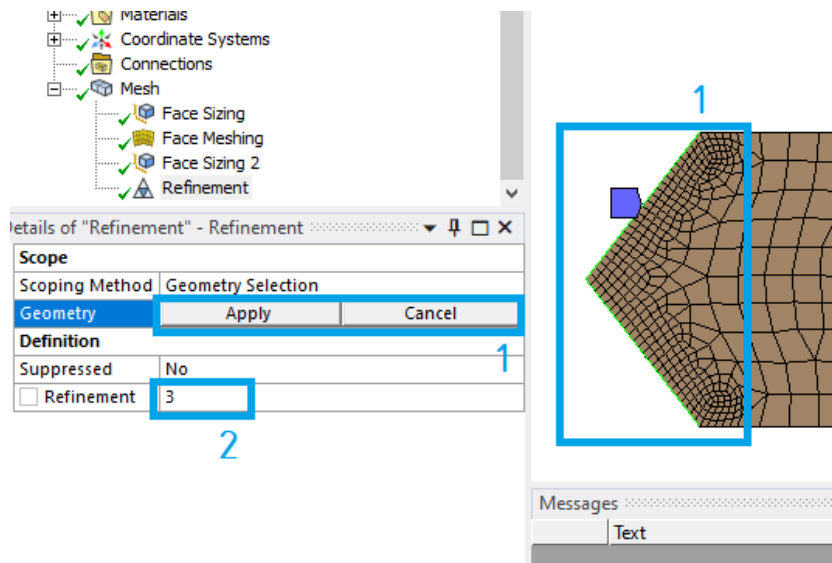 Materials
Coordinate Systems
Connections
Mesh
Face Sizing
Face Meshing
Face Sizing 2
Refinement
etails of "Refinement" - Refinement
Scope
Scoping Method Geometry Selection
Geometry Apply Cancel
1
Definition
Suppressed No
Refinement 3
2
1
Messages
Text